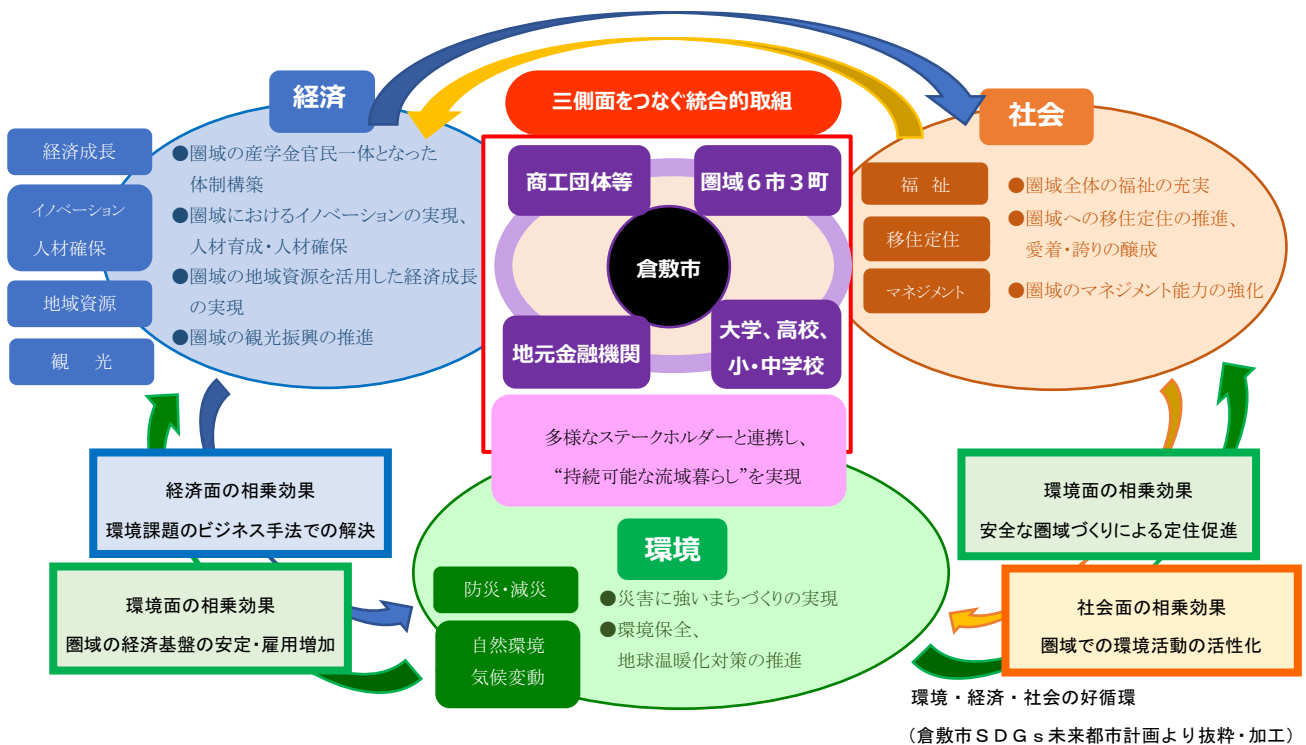 経済
経済成長
イノベーション
人材確保
地域資源
観　光
●圏域の産学金官民一体となった
体制構築
●圏域におけるイノベーションの実現、
人材育成・人材確保
●圏域の地域資源を活用した経済成長
の実現
●圏域の観光振興の推進
三側面をつなぐ統合的取組
商工団体等
圏域６市３町
倉敷市
地元金融機関
大学、高校、
小・中学校
多様なステークホルダーと連携し、
“持続可能な流域暮らし”を実現
社会
福　祉
移住定住
マネジメント
●圏域全体の福祉の充実
●圏域への移住定住の推進、
愛着・誇りの醸成
●圏域のマネジメント能力の強化
経済面の相乗効果
環境課題のビジネス手法での解決
環境面の相乗効果
圏域の経済基盤の安定・雇用増加
環境
防災・減災
自然環境
気候変動
●災害に強いまちづくりの実現
●環境保全、
地球温暖化対策の推進
環境面の相乗効果
安全な圏域づくりによる定住促進
社会面の相乗効果
圏域での環境活動の活性化
環境・経済・社会の好循環
（倉敷市ＳＤＧｓ未来都市計画より抜粋・加工）